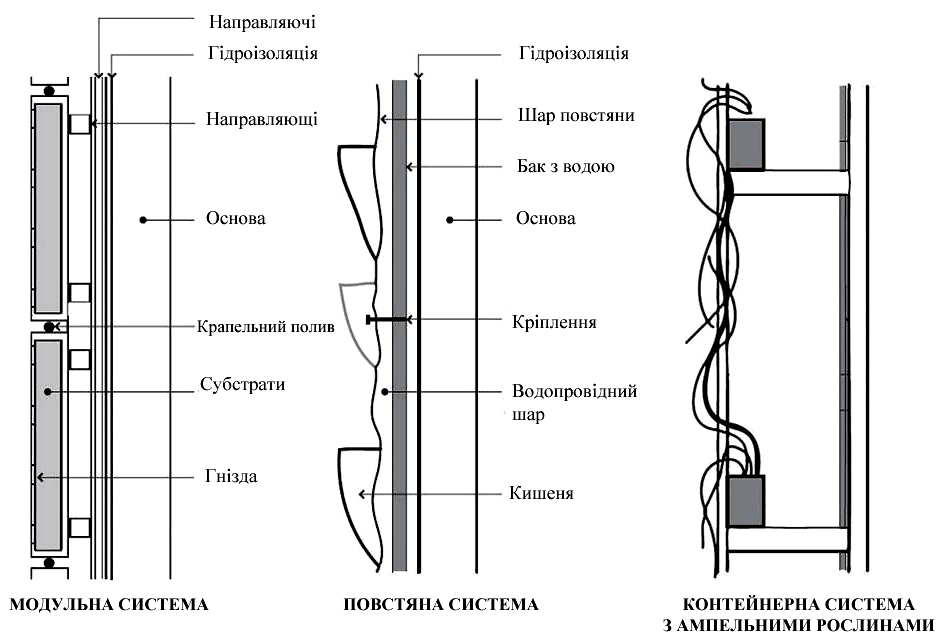 Направляючі
Гідроізоляція
Направляющі
Основа
Крапельний полив
Субстрати
Гнізда
МОДУЛЬНА СИСТЕМА
Гідроізоляція
Шар повстяни
Бак з водою
Основа
Кріплення
Водопровідний
шар
Кишеня
ПОВСТЯНА СИСТЕМА
КОНТЕЙНЕРНА СИСТЕМА
З АМПЕЛЬНИМИ РОСЛИНАМИ